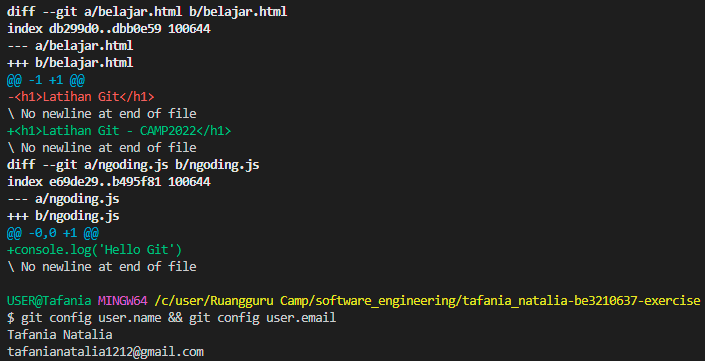 diff --git a/belajar.html b/belajar.html
index db299d0..dbb0e59 100644
--- a/belajar.html
+++ b/belajar.html
@@ -1 +1 @@
-<h1>Latihan Git</h1>
\ No newline at end of file
+<h1>Latihan Git - CAMP2022</h1>
\ No newline at end of file
diff --git a/ngoding.js b/ngoding.js
index e69de29..b495f81 100644
--- a/ngoding.js
+++ b/ngoding.js
@@ -0,0 +1 @@
+console.log('Hello Git')
\ No newline at end of file
USER@Tafania MINGW64 /c/user/Ruangguru Camp/software_engineering/tafania_natalia-be3210637-exercise
$ git config user.name && git config user.email
Tafania Natalia
tafanianatalia1212@gmail.com